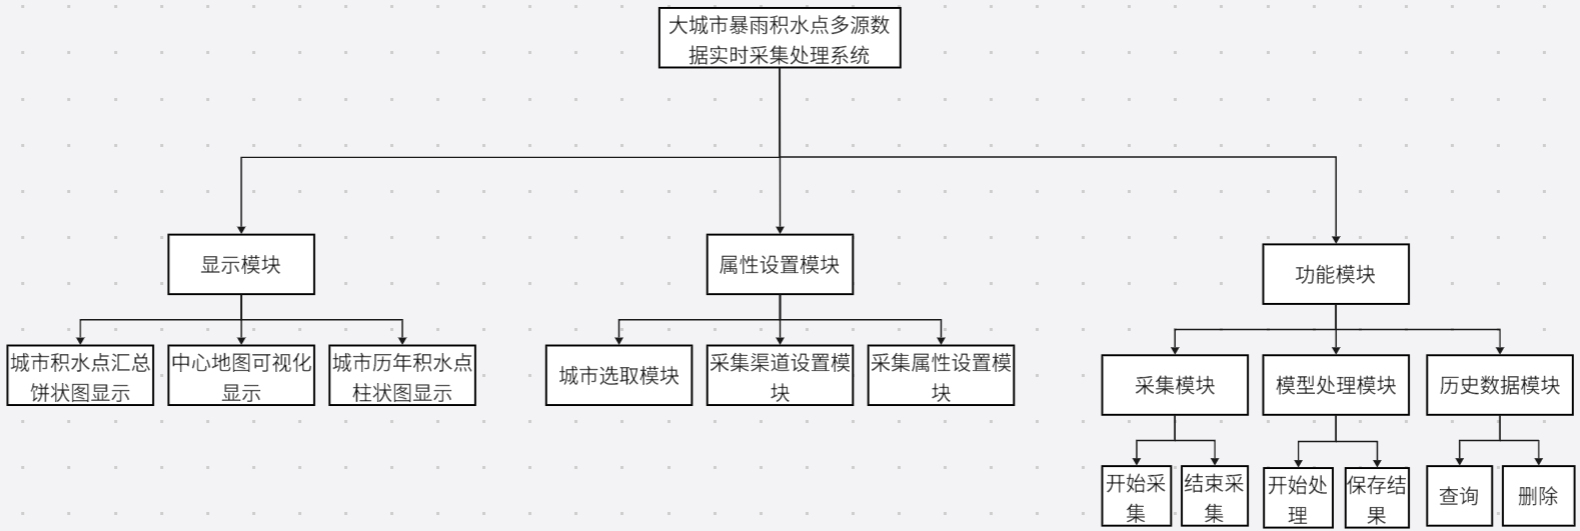 大城市暴雨积水点多源数
据实时采集处理系统
显示模块
属性设置模块
功能模块
城市积水点汇总
饼状图显示
中心地图可视化
显示
城市历年积水点
柱状图显示
城市选取模块
采集渠道设置模
块
采集属性设置模
块
采集模块
模型处理模块
历史数据模块
开始采
集
结束采
集
开始处
理
保存结
果
查询
删除